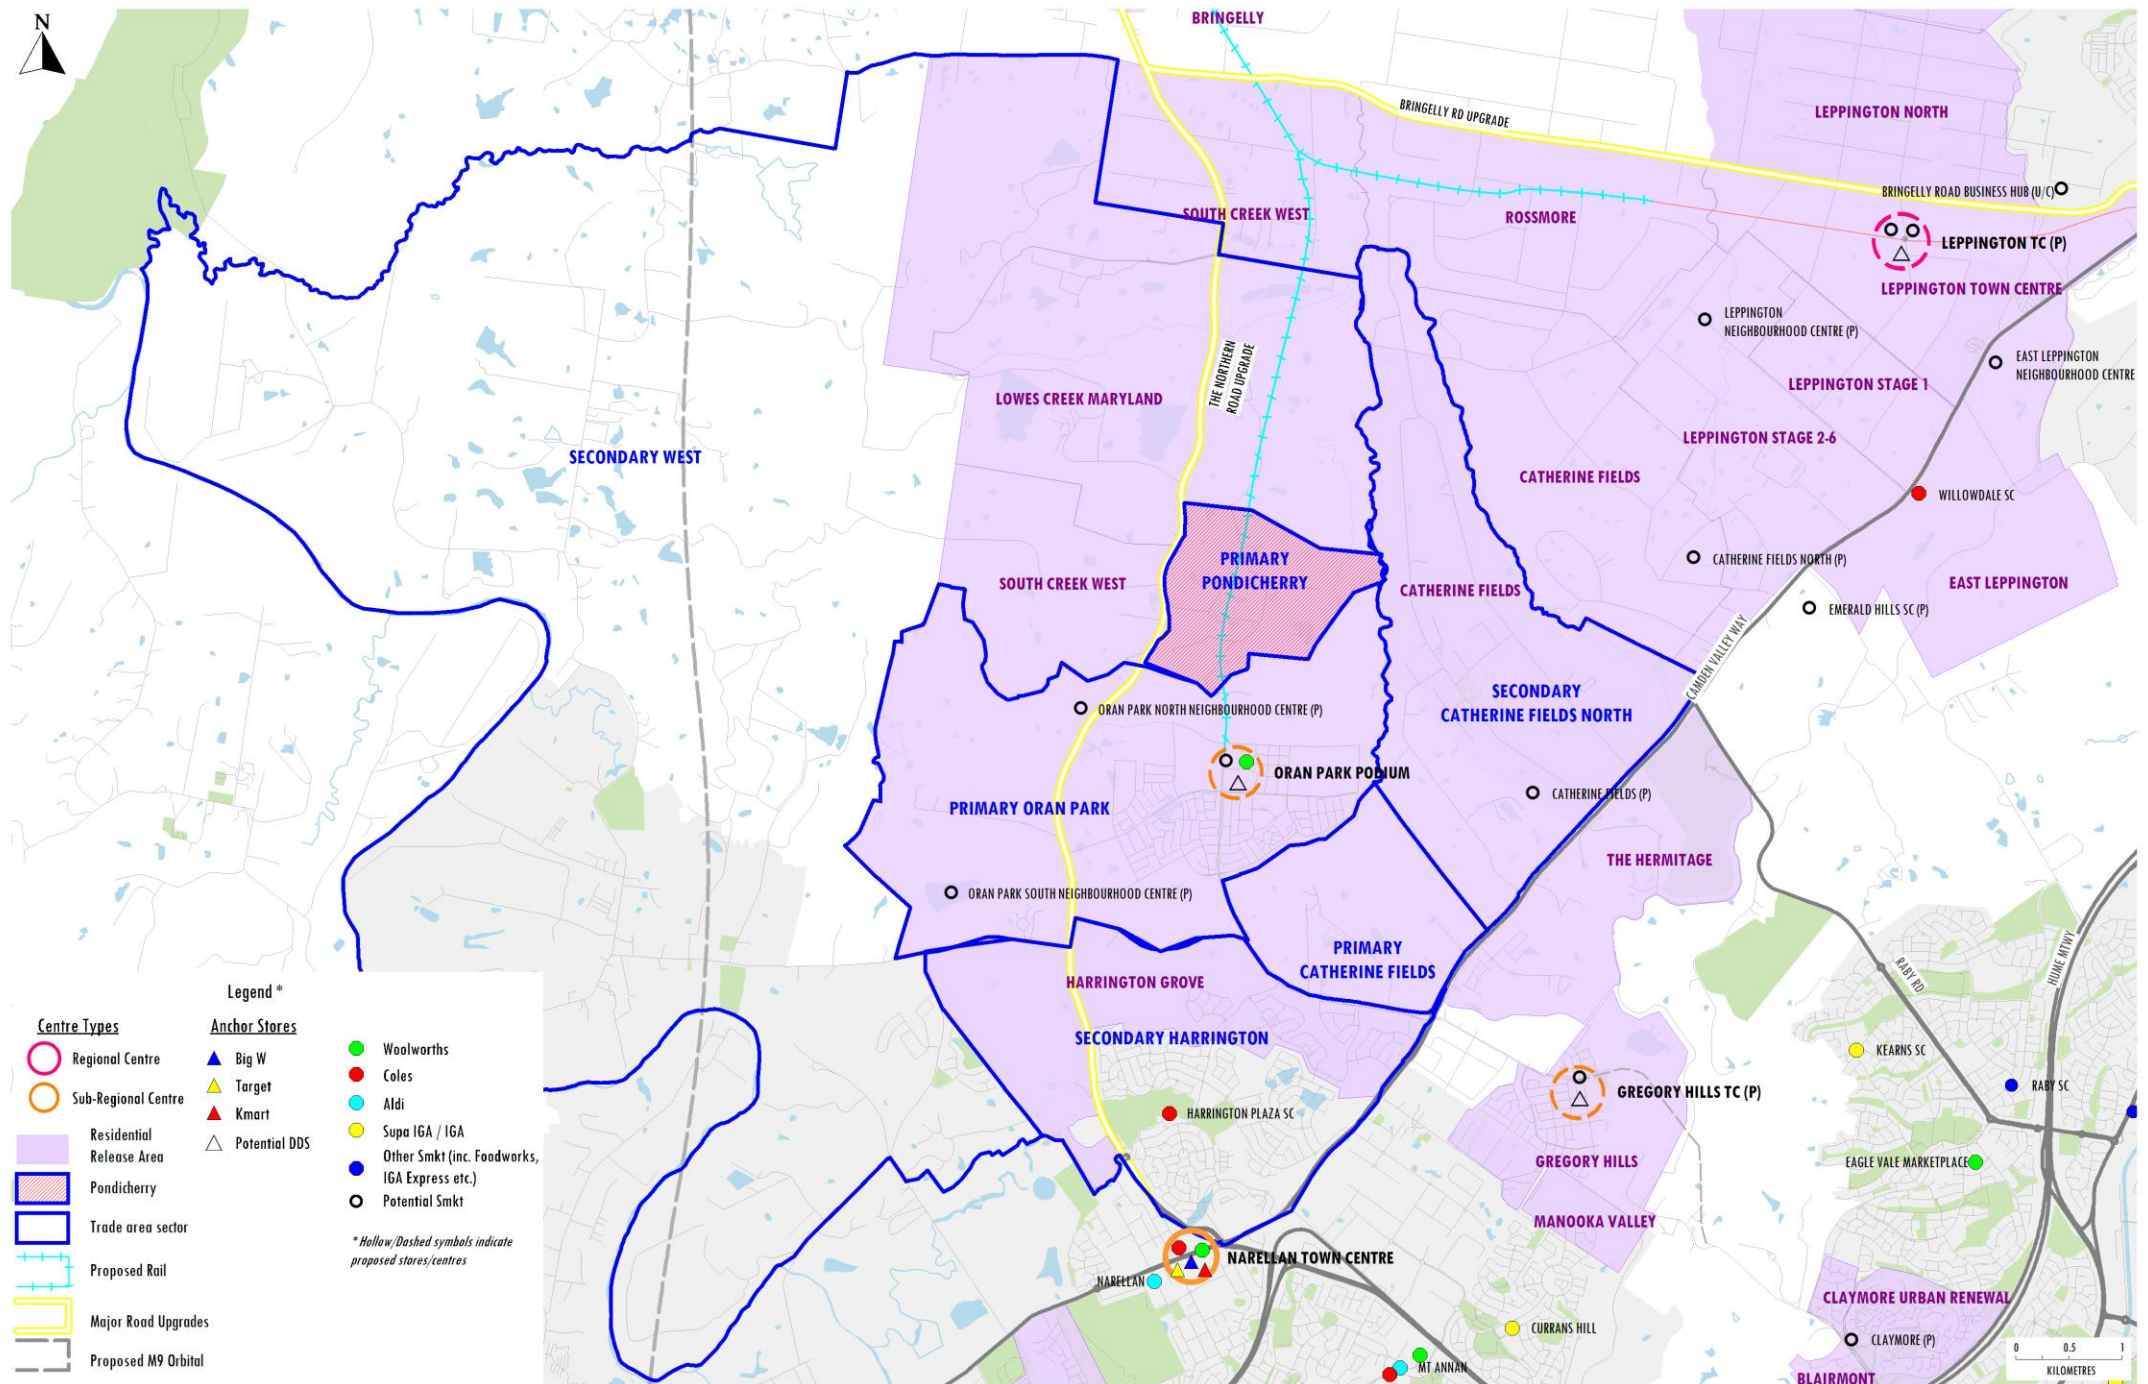 N
BRINGELLY
BRINGELLY RD UPGRADE
LEPPINGTON NORTH
BRINGELLY ROAD BUSINESS HUB (U/C)
SOUTH CREEK WEST
ROSSMORE
LEPPINGTON TC (P)
LEPPINGTON TOWN CENTRE
LEPPINGTON
NEIGHBOURHOOD CENTRE (P)
EAST LEPPINGTON
NEIGHBOURHOOD CENTRE
THE NORTHERN
ROAD UPGRADE
LOWES CREEK MARYLAND
LEPPINGTON STAGE 1
LEPPINGTON STAGE 2-6
SECONDARY WEST
CATHERINE FIELDS
WILLOWDALE SC
PRIMARY
PONDICHERRY
CATHERINE FIELDS NORTH (P)
SOUTH CREEK WEST
CATHERINE FIELDS
EAST LEPPINGTON
EMERALD HILLS SC (P)
CAMDEN VALLEY WAY
SECONDARY
CATHERINE FIELDS NORTH
ORAN PARK NORTH NEIGHBOURHOOD CENTRE (P)
ORAN PARK PODIUM
CATHERINE FIELDS (P)
PRIMARY ORAN PARK
THE HERMITAGE
ORAN PARK SOUTH NEIGHBOURHOOD CENTRE (P)
PRIMARY
CATHERINE FIELDS
HARRINGTON GROVE
SECONDARY HARRINGTON
RABY RD
HUME MTWY
KEARNS SC
RABY SC
GREGORY HILLS TC (P)
HARRINGTON PLAZA SC
GREGORY HILLS
EAGLE VALE MARKETPLACE
MANOOKA VALLEY
NARELLAN TOWN CENTRE
NARELLAN
CLAYMORE URBAN RENEWAL
CURRANS HILL
CLAYMORE (P)
MT ANNAN
BLAIRMONT
Legend *
Centre Types
Regional Centre
Sub-Regional Centre
Residential
Release Area
Pondicherry
Trade area sector
Proposed Rail
Major Road Upgrades
Proposed M9 Orbital
Anchor Stores
Big W
Target
Kmart
Potential DDS
Woolworths
Coles
Aldi
Supa IGA / IGA
Other Smkt (inc. Foodworks,
IGA Express etc.)
Potential Smkt
* Hollow/Dashed symbols indicate
proposed stores/centres
0 0.5 1
KILOMETRES